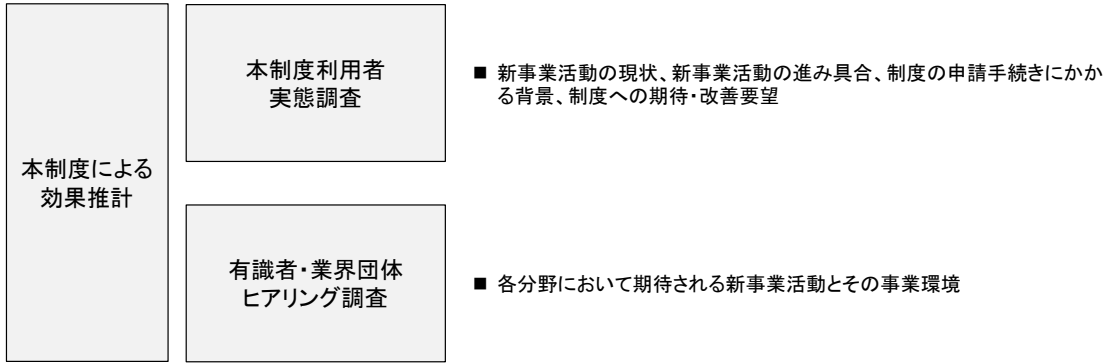 本制度による
効果推計
本制度利用者
実態調査
■ 新事業活動の現状、新事業活動の進み具合、制度の申請手続きにかか
る背景、制度への期待・改善要望
有識者・業界団体
ヒアリング調査
■ 各分野において期待される新事業活動とその事業環境